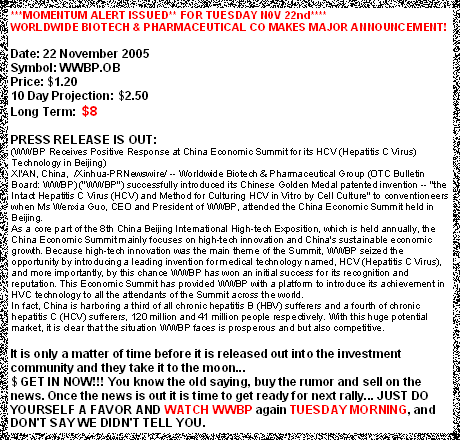 ***MOMENTUM ALERT ISSUED** FOR TUESDAY N0V 22nd****
WORLDWIDE BIOTECH & PHARMACEUTICAL CO MAKES MAJOR ANNOUNCEMENT!
Date: 22 November 2005
Symbol: WWBP.OB
Price: $1.20
10 Day Projection: $2.50
Long Term: $8
PRESS RELEASE IS OUT:
(WWBP Receives Positive Response at China Economic Summit for its HCV (Hepatitis C Virus)
Technology in Beijing)
XI'AN, China, /Xinhua-PRNewswire/ -- Worldwide Biotech & Pharmaceutical Group (OTC Bulletin
Board: WWBP) ("WWBP") successfully introduced its Chinese Golden Medal patented invention -- "the
Intact Hepatitis C Virus (HCV) and Method for Culturing HCV in Vitro by Cell Culture" to conventioneers
when Ms Wenxia Guo, CEO and President of WWBP, attended the China Economic Summit held in
Beijing.
As a core part of the 8th China Beijing International High-tech Exposition, which is held annually, the
China Economic Summit mainly focuses on high-tech innovation and China's sustainable economic
growth. Because high-tech innovation was the main theme of the Summit, WWBP seized the
opportunity by introducing a leading invention for medical technology named, HCV (Hepatitis C Virus),
and more importantly, by this chance WWBP has won an initial success for its recognition and
reputation. This Economic Summit has provided WWBP with a platform to introduce its achievement in
HVC technology to all the attendants of the Summit across the world.
In fact, China is harboring a third of all chronic hepatitis B (HBV) sufferers and a fourth of chronic
hepatitis C (HCV) sufferers, 120 million and 41 million people respectively. With this huge potential
market, it is clear that the situation WWBP faces is prosperous and but also competitive.
It is only a matter of time before it is released out into the investment
community and they take it to the moon...
$ GET IN NOW!!! You know the old saying, buy the rumor and sell on the
news. Once the news is out it is time to get ready for next rally... JUST DO
YOURSELF A FAVOR AND WATCH WWBP again TUESDAY MORNING, and
DON'T SAY WE DIDN'T TELL YOU.